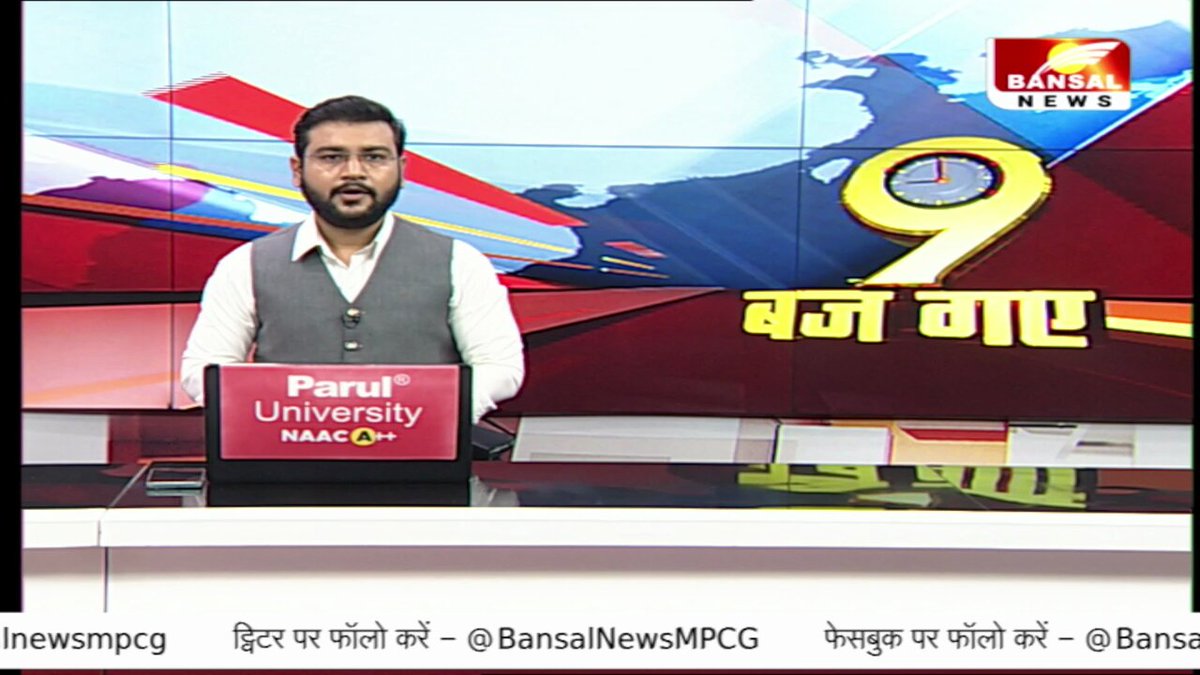 BANSAL
NEWS
9
बज गए
Parul®
University
NAAC A++
lnewsmpcg ट्विटर पर फॉलो करें – @BansalNewsMPCG फेसबुक पर फॉलो करें – @Bansa